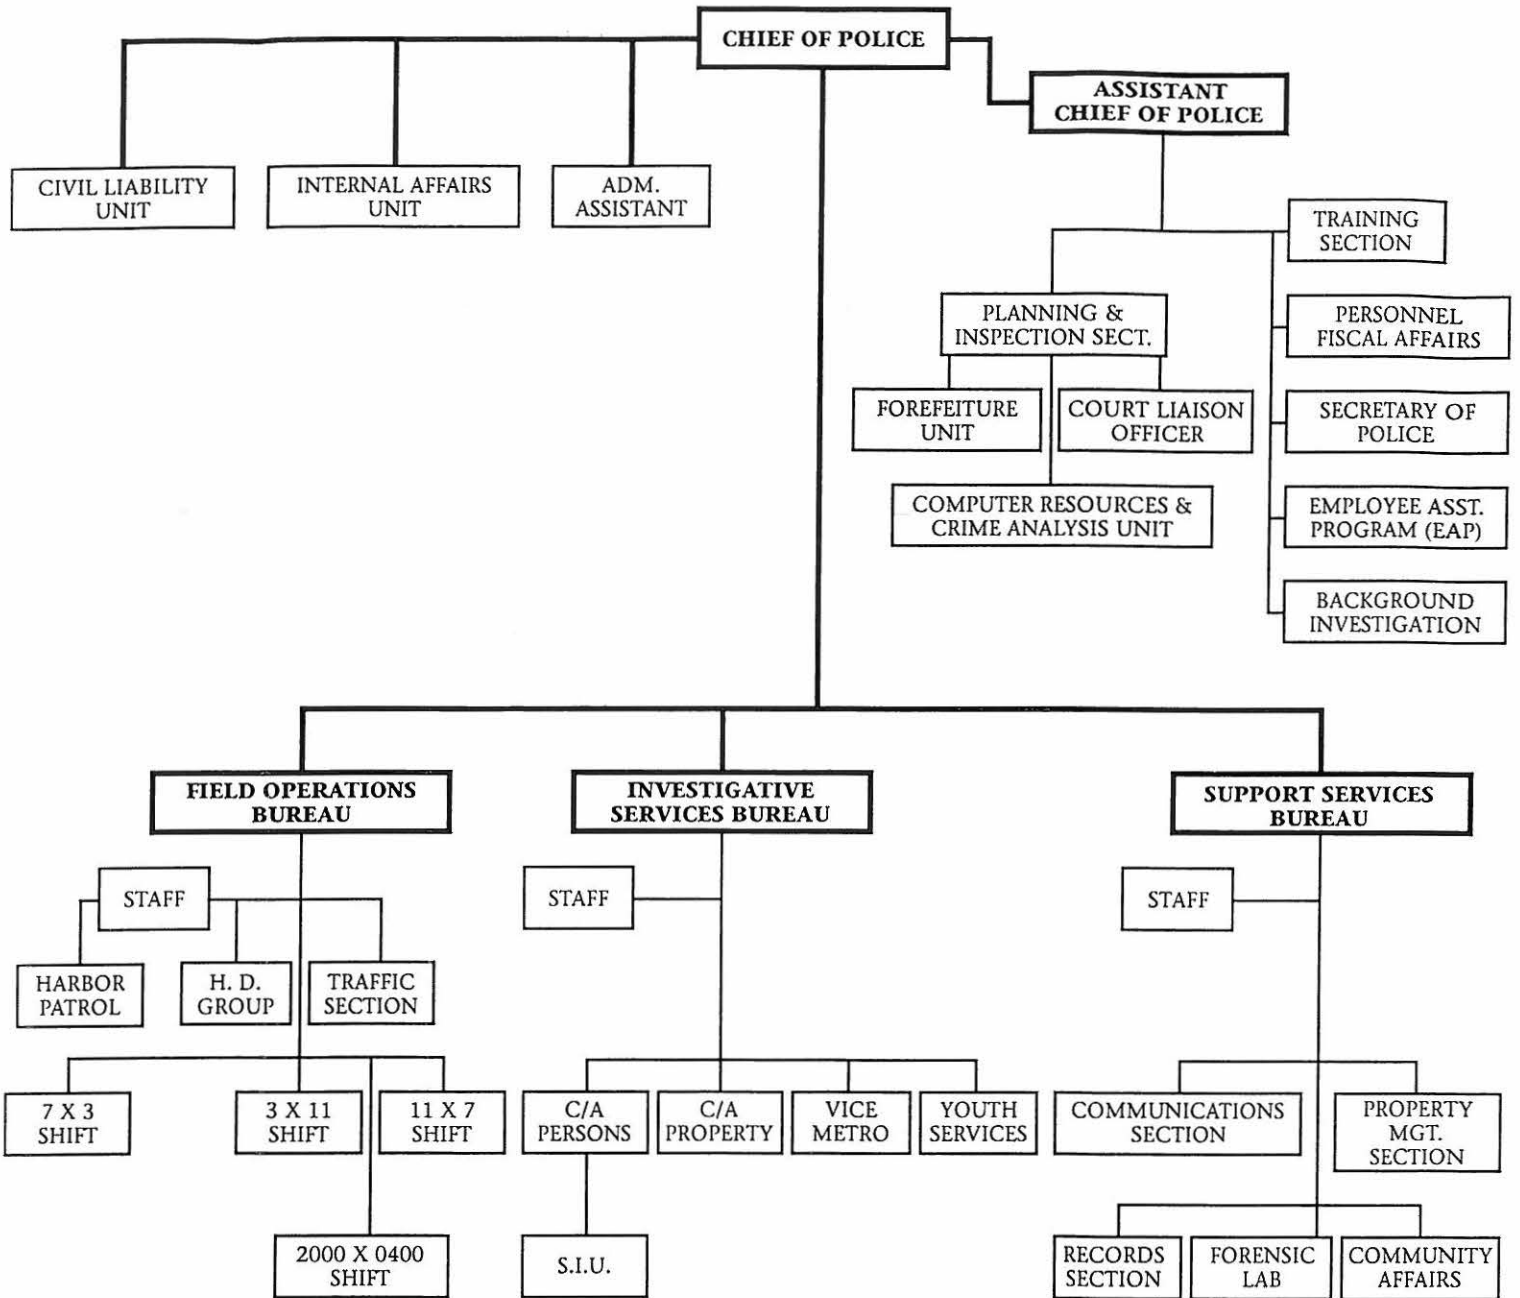 CHIEF OF POLICE
ASSISTANT
CHIEF OF POLICE
CIVIL LIABILITY
UNIT
INTERNAL AFFAIRS
UNIT
ADM.
ASSISTANT
TRAINING
SECTION
PLANNING &
INSPECTION SECT.
PERSONNEL
FISCAL AFFAIRS
FOREFEITURE
UNIT
COURT LIAISON
OFFICER
SECRETARY OF
POLICE
COMPUTER RESOURCES &
CRIME ANALYSIS UNIT
EMPLOYEE ASST.
PROGRAM (EAP)
BACKGROUND
INVESTIGATION
FIELD OPERATIONS
BUREAU
INVESTIGATIVE
SERVICES BUREAU
SUPPORT SERVICES
BUREAU
STAFF
STAFF
STAFF
HARBOR
PATROL
H. D.
GROUP
TRAFFIC
SECTION
7 X 3
SHIFT
3 X 11
SHIFT
11 X 7
SHIFT
C/A
PERSONS
C/A
PROPERTY
VICE
METRO
YOUTH
SERVICES
COMMUNICATIONS
SECTION
PROPERTY
MGT.
SECTION
2000 X 0400
SHIFT
S.I.U.
RECORDS
SECTION
FORENSIC
LAB
COMMUNITY
AFFAIRS